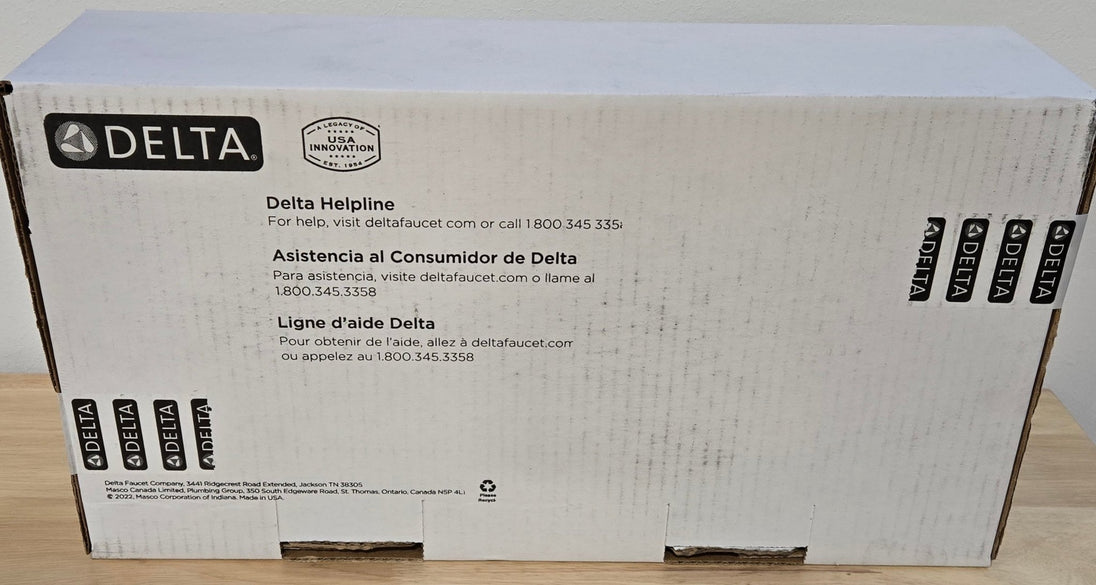 DELTA
A LEGACY OF
USA
INNOVATION
EST. 1954
Delta Helpline
For help, visit deltafaucet com or call 1 800 345 335
Asistencia al Consumidor de Delta
Para asistencia, visite deltafaucet.com o llame al
1.800.345.3358
Ligne d'aide Delta
Pour obtenir de l'aide, allez à deltafaucet.com
ou appelez au 1.800.345.3358
DELTA
DELTA
DELTA
DELTA
DELTA
DELTA
DELTA
DELTA
Delta Faucet Company, 3441 Ridgecrest Road Extended, Jackson TN 38305
Masco Canada Limited, Plumbing Group, 350 South Edgeware Road, St. Thomas, Ontario, Canada N5P 4L
© 2022, Masco Corporation of Indiana. Made in USA.
Please
Recycl